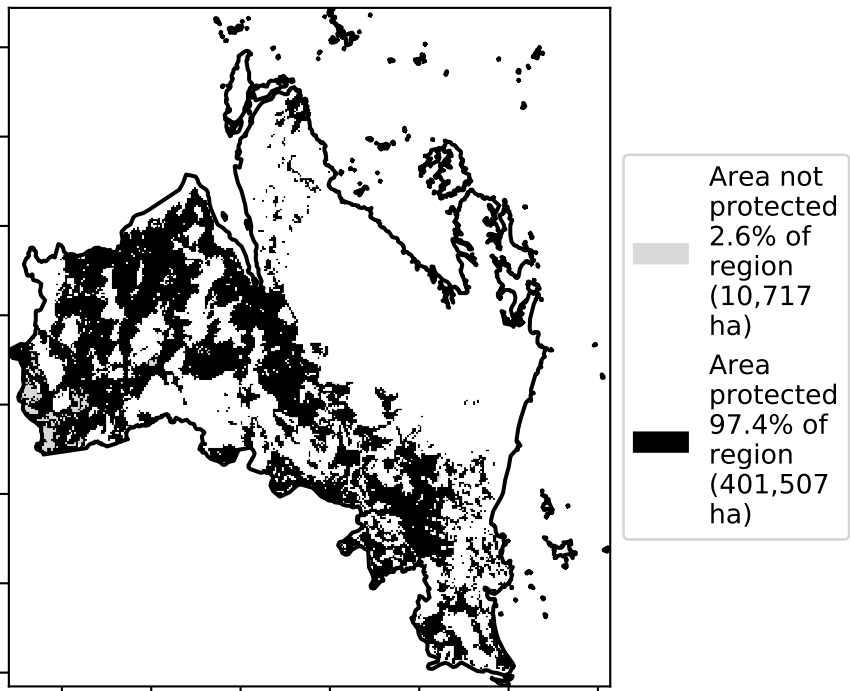 Area not
protected
2.6% of
region
(10,717
ha)
Area
protected
97.4% of
region
(401,507
ha)